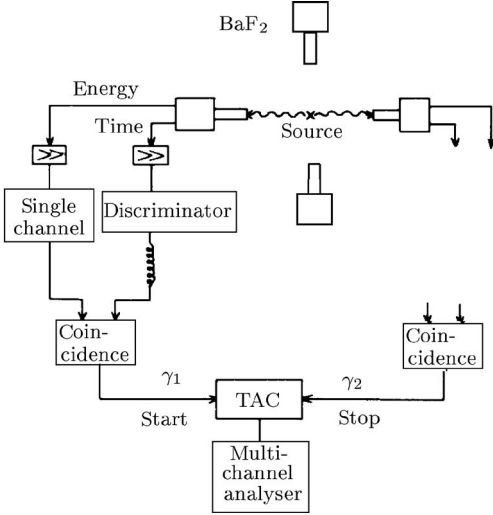 BaF₂
Energy
Time
Source
Single
channel
Discriminator
Coin-
cidence
Coin-
cidence
γ₁
γ₂
TAC
Start
Stop
Multi-
channel
analyser